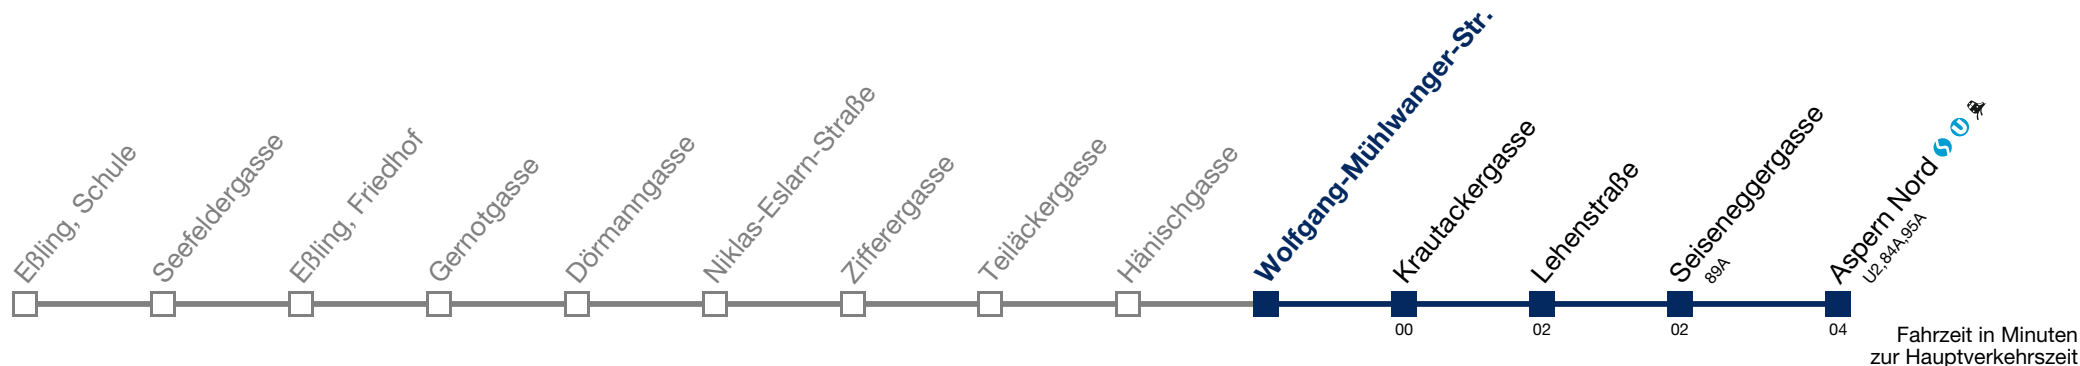 Eßling, Schule
Seefeldergasse
Eßling, Friedhof
Gernotgasse
Dörmanngasse
Niklas-Eslarn-Straße
Ziffererrgasse
Teiläckergasse
Hänischgasse
Wolfgang-Mühlwanger-Str.
Krautackergasse
00
Lehenstraße
02
Seiseneggergasse
89A
02
Aspern Nord S U
U2,84A,95A
04
Fahrzeit in Minuten
zur Hauptverkehrszeit